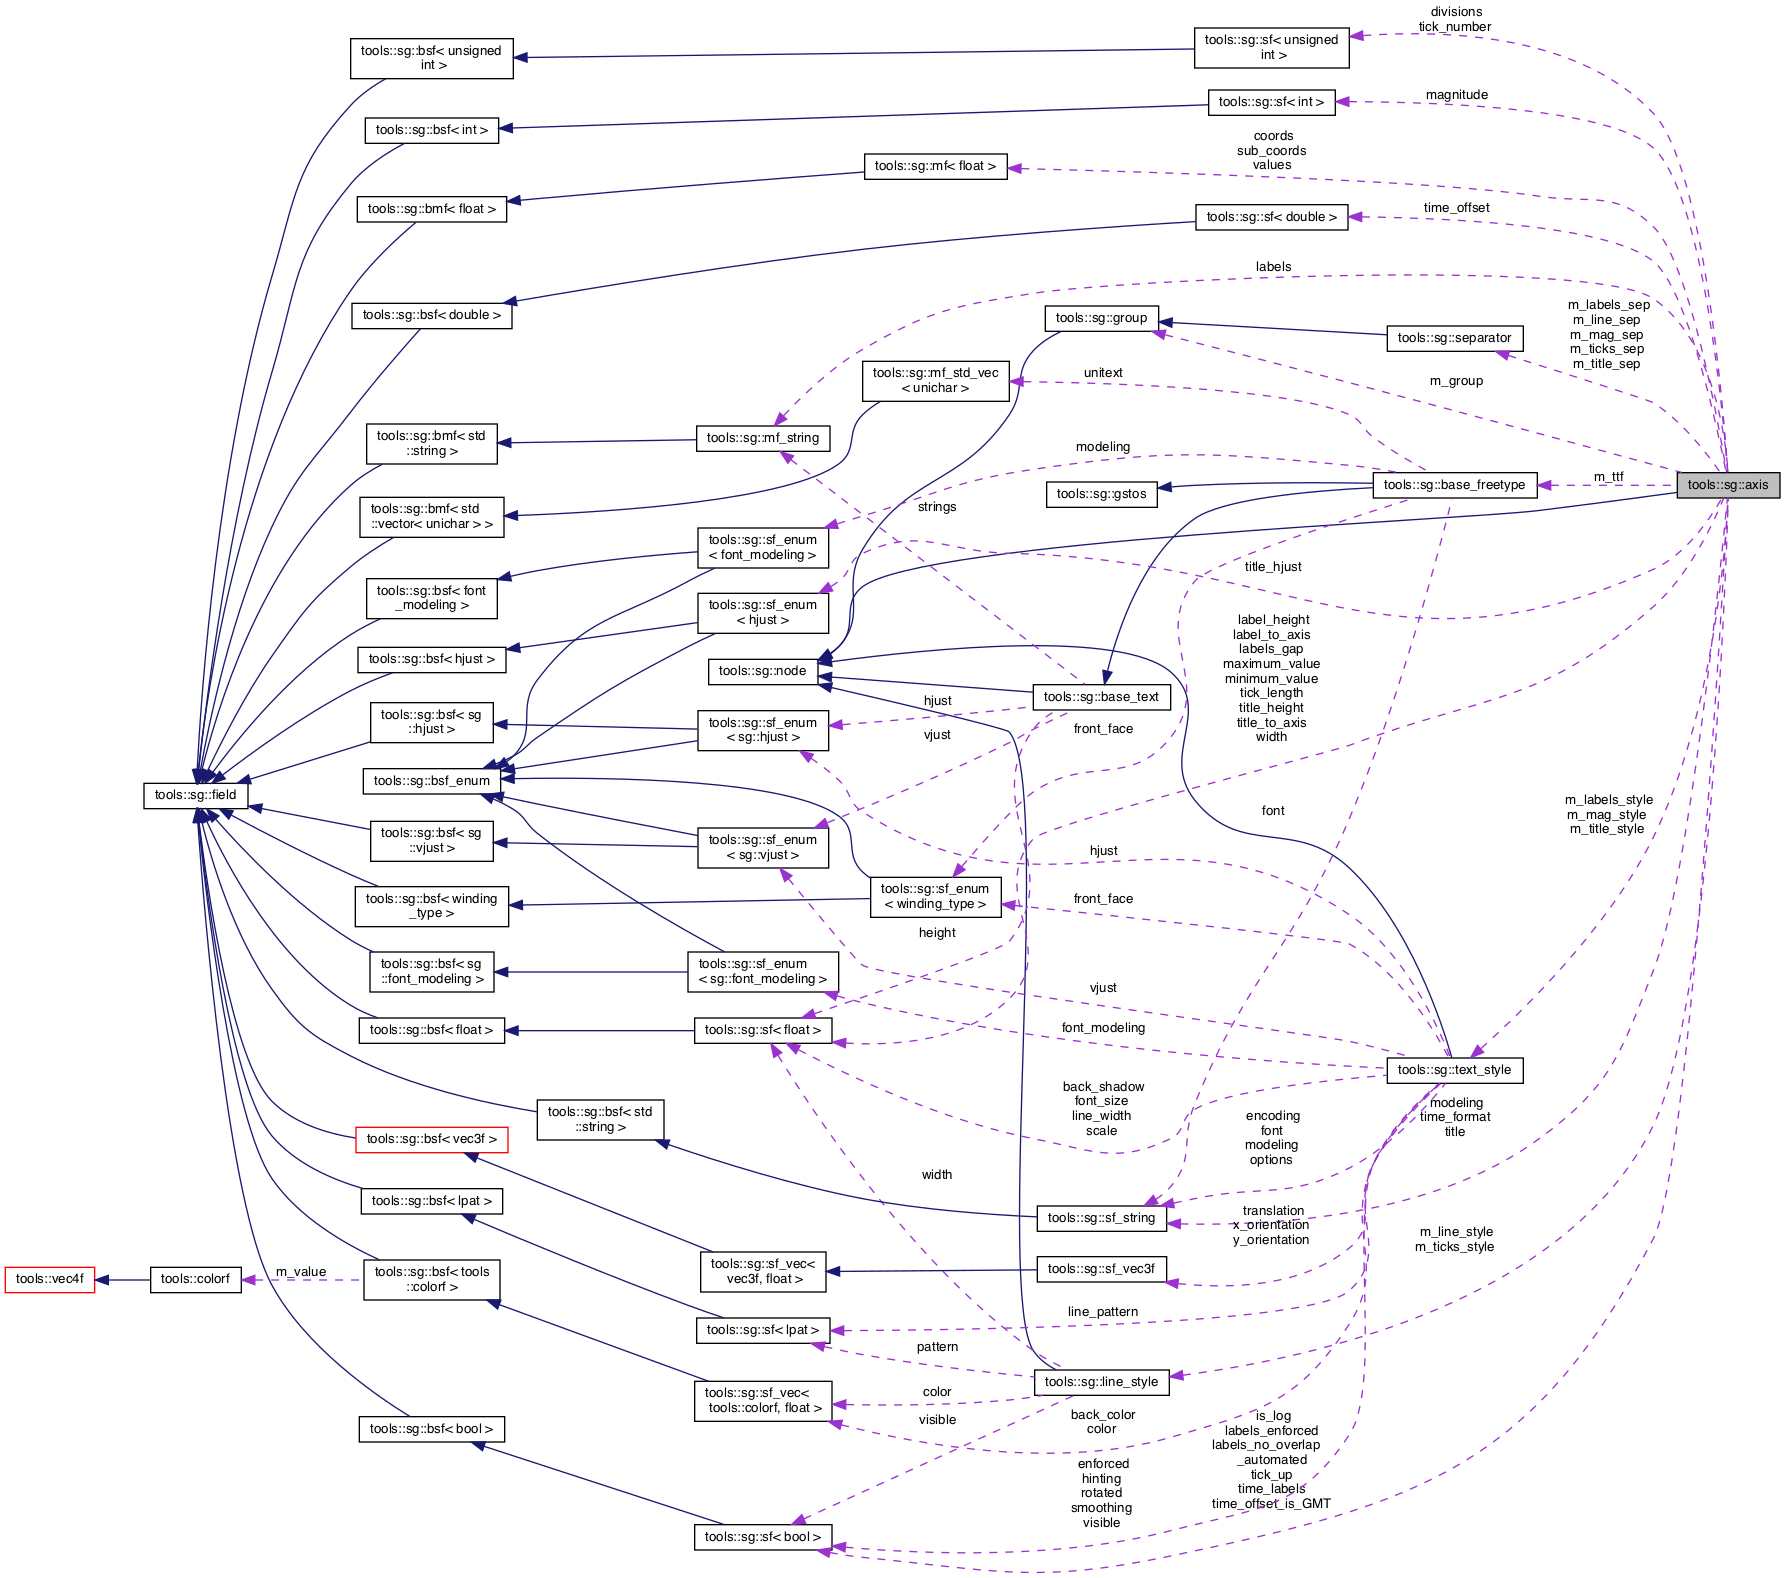 divisions
tick_number
tools::sg::bsf< unsigned
int >
tools::sg::sf< unsigned
int >
magnitude
tools::sg::sf< int >
tools::sg::bsf< int >
coords
sub_coords
values
tools::sg::mf< float >
tools::sg::bmf< float >
time_offset
tools::sg::sf< double >
labels
tools::sg::bsf< double >
tools::sg::group
m_labels_sep
m_line_sep
m_mag_sep
m_ticks_sep
m_title_sep
tools::sg::separator
tools::sg::mf_std_vec
< unichar >
unitext
m_group
tools::sg::bmf< std
::string >
tools::sg::mf_string
modeling
m_ttf
tools::sg::base_freetype
tools::sg::axis
tools::sg::gstos
strings
tools::sg::bmf< std
::vector< unichar > >
tools::sg::sf_enum
< font_modeling >
title_hjust
tools::sg::bsf< font
_modeling >
tools::sg::sf_enum
< hjust >
label_height
label_to_axis
labels_gap
maximum_value
minimum_value
tick_length
title_height
title_to_axis
width
tools::sg::bsf< hjust >
tools::sg::node
tools::sg::base_text
hjust
tools::sg::bsf< sg
::hjust >
tools::sg::sf_enum
< sg::hjust >
vjust
front_face
tools::sg::bsf_enum
tools::sg::field
font
m_labels_style
m_mag_style
m_title_style
tools::sg::bsf< sg
::vjust >
tools::sg::sf_enum
< sg::vjust >
hjust
tools::sg::bsf< winding
_type >
tools::sg::sf_enum
< winding_type >
front_face
height
tools::sg::bsf< sg
::font_modeling >
tools::sg::sf_enum
< sg::font_modeling >
vjust
font_modeling
tools::sg::bsf< float >
tools::sg::sf< float >
tools::sg::text_style
back_shadow
font_size
line_width
scale
modeling
time_format
title
encoding
font
modeling
options
tools::sg::bsf< std
::string >
tools::sg::bsf< vec3f >
width
tools::sg::bsf< lpat >
tools::sg::sf_string
translation
x_orientation
y_orientation
m_line_style
m_ticks_style
tools::vec4f
tools::colorf
m_value
tools::sg::bsf< tools
::colorf >
tools::sg::sf_vec<
vec3f, float >
tools::sg::sf_vec3f
line_pattern
tools::sg::sf< lpat >
pattern
tools::sg::line_style
color
tools::sg::sf_vec<
tools::colorf, float >
visible
back_color
color
tools::sg::bsf< bool >
is_log
labels_enforced
labels_no_overlap
_automated
tick_up
time_labels
time_offset_is_GMT
enforced
hinting
rotated
smoothing
visible
tools::sg::sf< bool >